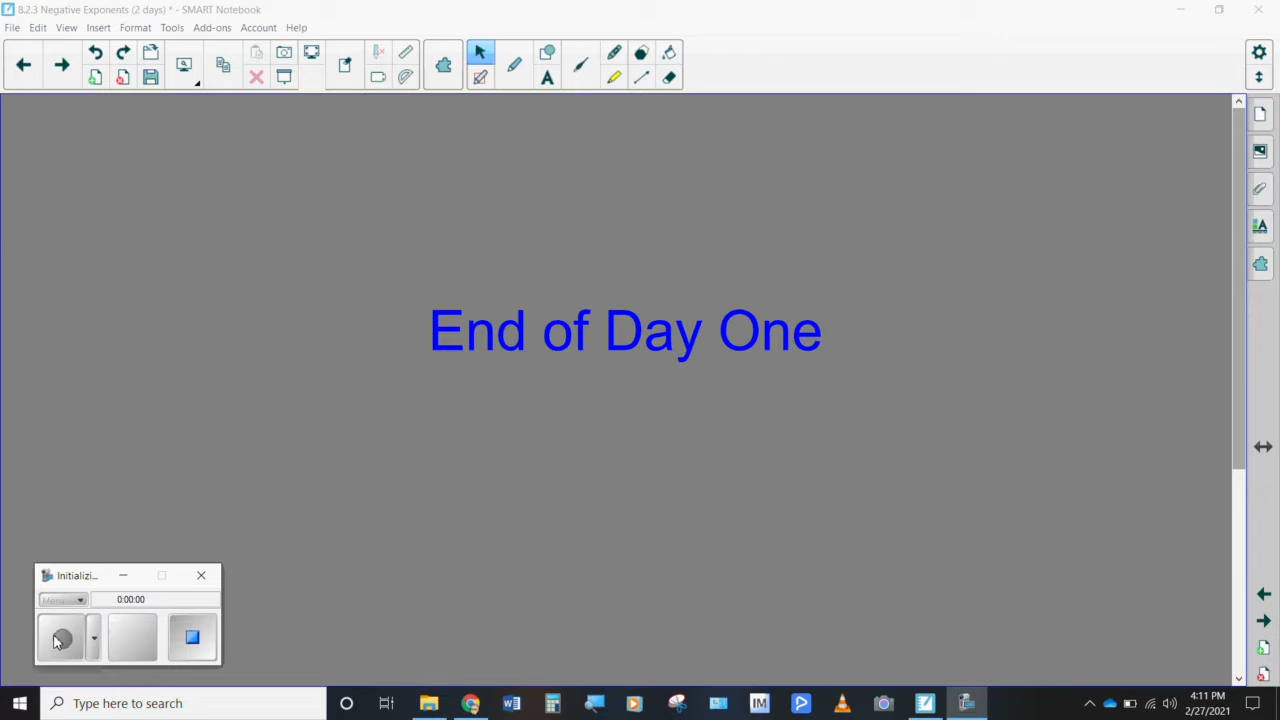 8.2.3 Negative Exponents (2 days) * - SMART Notebook
File Edit View Insert Format Tools Add-ons Account Help
End of Day One
Initializi...
Menu 0:00:00
Type here to search
4:11 PM
2/27/2021